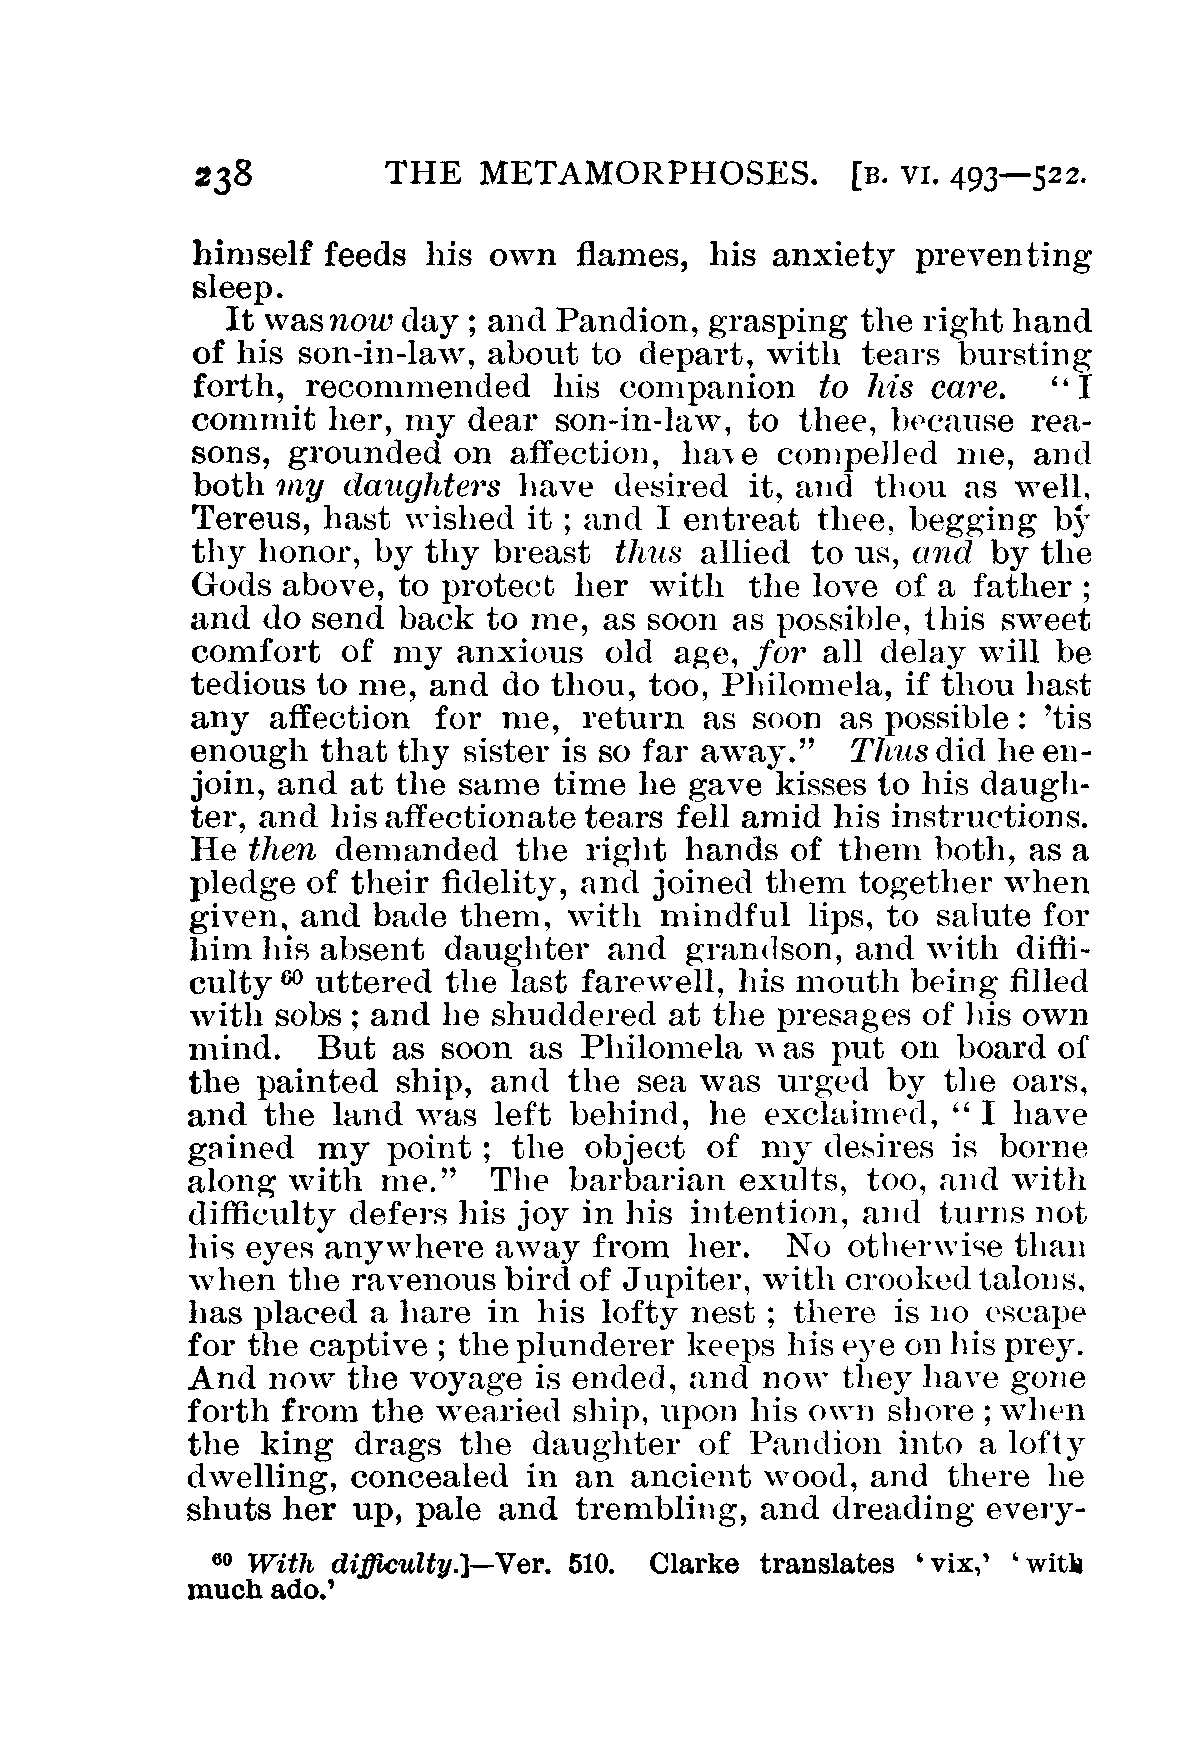 238 THE METAMORPHOSES. [B. VI. 493—522.
himself feeds his own flames, his anxiety preventing
sleep.
It was now day ; and Pandion, grasping the right hand
of his son-in-law, about to depart, with tears bursting
forth, recommended his companion to his care. “ I
commit her, my dear son-in-law, to thee, because rea-
sons, grounded on affection, have compelled me, and
both my daughters have desired it, and thou as well,
Tereus, hast wished it ; and I entreat thee, begging by
thy honor, by thy breast thus allied to us, and by the
Gods above, to protect her with the love of a father ;
and do send back to me, as soon as possible, this sweet
comfort of my anxious old age, for all delay will be
tedious to me, and do thou, too, Philomela, if thou hast
any affection for me, return as soon as possible : ’tis
enough that thy sister is so far away.” Thus did he en-
join, and at the same time he gave kisses to his daugh-
ter, and his affectionate tears fell amid his instructions.
He then demanded the right hands of them both, as a
pledge of their fidelity, and joined them together when
given, and bade them, with mindful lips, to salute for
him his absent daughter and grandson, and with diffi-
culty 60 uttered the last farewell, his mouth being filled
with sobs ; and he shuddered at the presages of his own
mind. But as soon as Philomela was put on board of
the painted ship, and the sea was urged by the oars,
and the land was left behind, he exclaimed, “ I have
gained my point ; the object of my desires is borne
along with me.” The barbarian exults, too, and with
difficulty defers his joy in his intention, and turns not
his eyes anywhere away from her. No otherwise than
when the ravenous bird of Jupiter, with crooked talons,
has placed a hare in his lofty nest ; there is no escape
for the captive ; the plunderer keeps his eye on his prey.
And now the voyage is ended, and now they have gone
forth from the wearied ship, upon his own shore ; when
the king drags the daughter of Pandion into a lofty
dwelling, concealed in an ancient wood, and there he
shuts her up, pale and trembling, and dreading every-
60 With difficulty.]—Ver. 510. Clarke translates ‘ vix,’ ‘ with
much ado.’